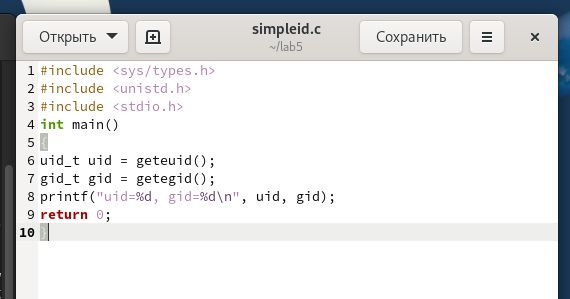 Открыть
simpleid.c
~/lab5
Сохранить
1 #include <sys/types.h>
2 #include <unistd.h>
3 #include <stdio.h>
4 int main()
5 {
6 uid_t uid = geteuid();
7 gid_t gid = getegid();
8 printf("uid=%d, gid=%d\n", uid, gid);
9 return 0;
10 }